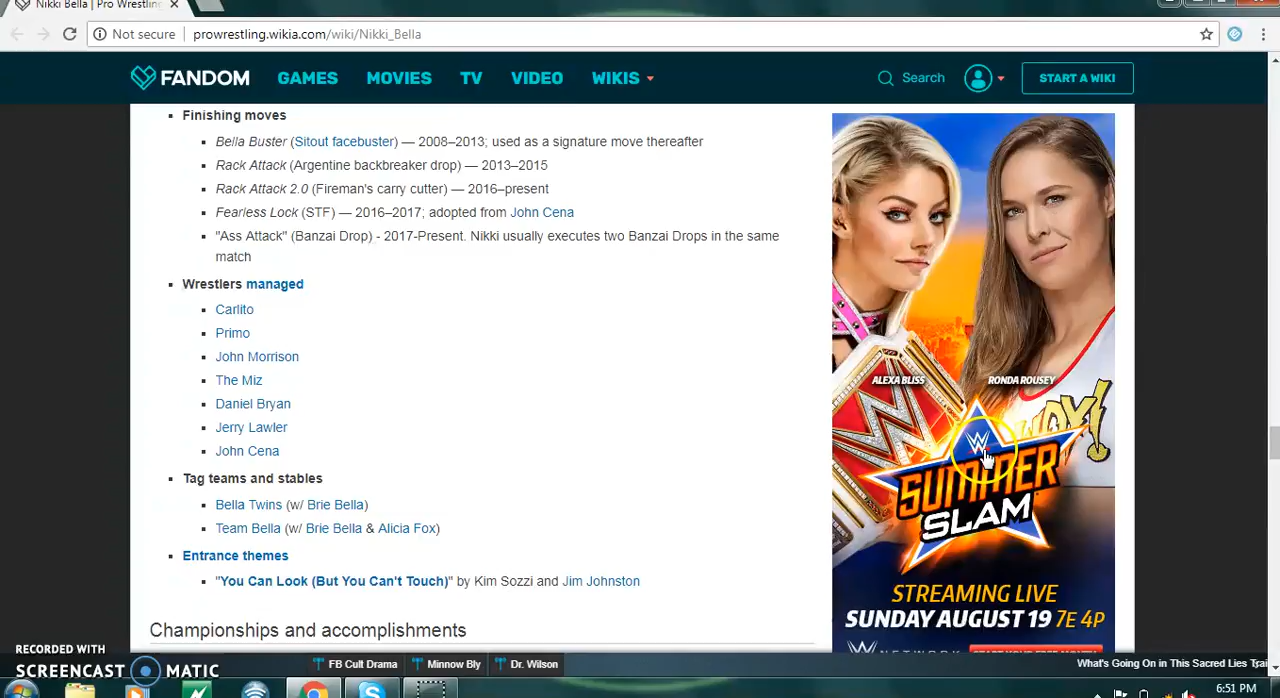 Nikki Bella | Pro Wrestlin
Not secure | prowrestling.wikia.com/wiki/Nikki_Bella
FANDOM GAMES MOVIES TV VIDEO WIKIS Search START A WIKI
Finishing moves
Bella Buster (Sitout facebuster) — 2008–2013; used as a signature move thereafter
Rack Attack (Argentine backbreaker drop) — 2013–2015
Rack Attack 2.0 (Fireman's carry cutter) — 2016–present
Fearless Lock (STF) — 2016–2017; adopted from John Cena
"Ass Attack" (Banzai Drop) - 2017-Present. Nikki usually executes two Banzai Drops in the same
match
Wrestlers managed
Carlito
Primo
John Morrison
The Miz
Daniel Bryan
Jerry Lawler
John Cena
Tag teams and stables
Bella Twins (w/ Brie Bella)
Team Bella (w/ Brie Bella & Alicia Fox)
Entrance themes
"You Can Look (But You Can't Touch)" by Kim Sozzi and Jim Johnston
Championships and accomplishments
ALEXA BLISS RONDA ROUSEY
SUMMER
SLAM
STREAMING LIVE
SUNDAY AUGUST 19 7E 4P
RECORDED WITH
SCREENCAST MATIC
FB Cult Drama Minnow Bly Dr. Wilson What's Going On in This Sacred Lies Trai
6:51 PM